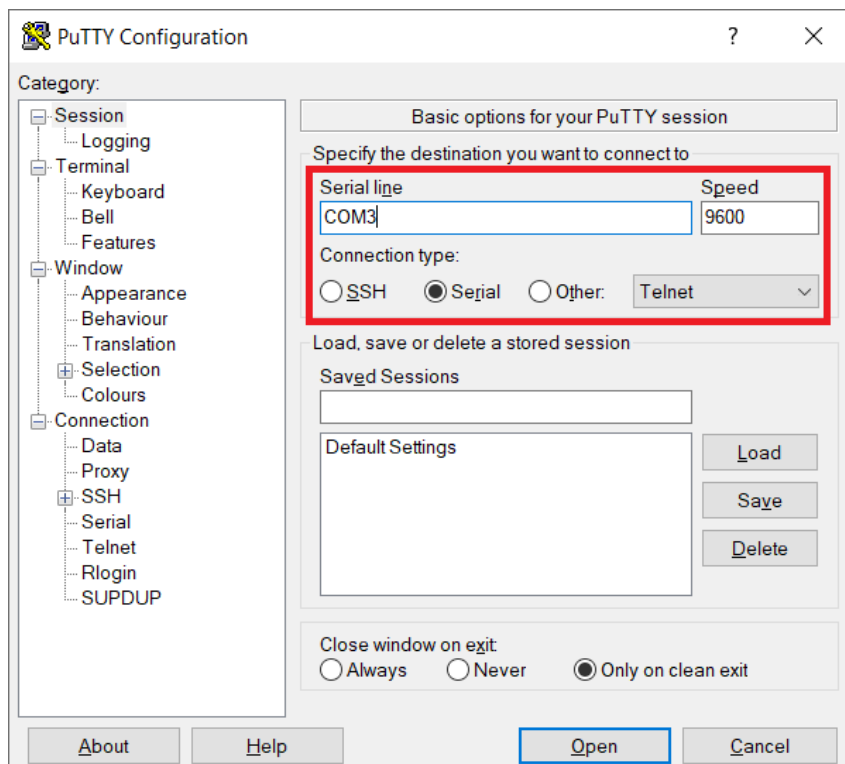 PuTTY Configuration
?
Category:
Session
Logging
Terminal
Keyboard
Bell
Features
Window
Appearance
Behaviour
Translation
Selection
Colours
Connection
Data
Proxy
SSH
Serial
Telnet
Rlogin
SUPDUP
Basic options for your PuTTY session
Specify the destination you want to connect to
Serial line Speed
COM3 9600
Connection type:
SSH Serial Other: Telnet
Load, save or delete a stored session
Saved Sessions
Default Settings
Load
Save
Delete
Close window on exit:
Always Never Only on clean exit
About Help Open Cancel